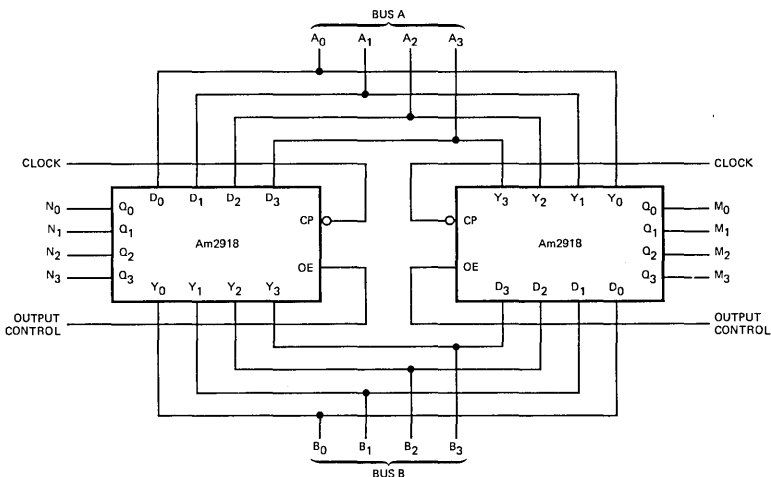 BUS A
A0 A1 A2 A3
CLOCK CLOCK
D0 D1 D2 D3 Y3 Y2 Y1 Y0
N0 Q0 CP CP Q0 M0
N1 Q1 Q1 M1
Am2918 Am2918
N2 Q2 Q2 M2
N3 Q3 OE OE Q3 M3
Y0 Y1 Y2 Y3 D3 D2 D1 D0
OUTPUT CONTROL OUTPUT CONTROL
B0 B1 B2 B3
BUS B